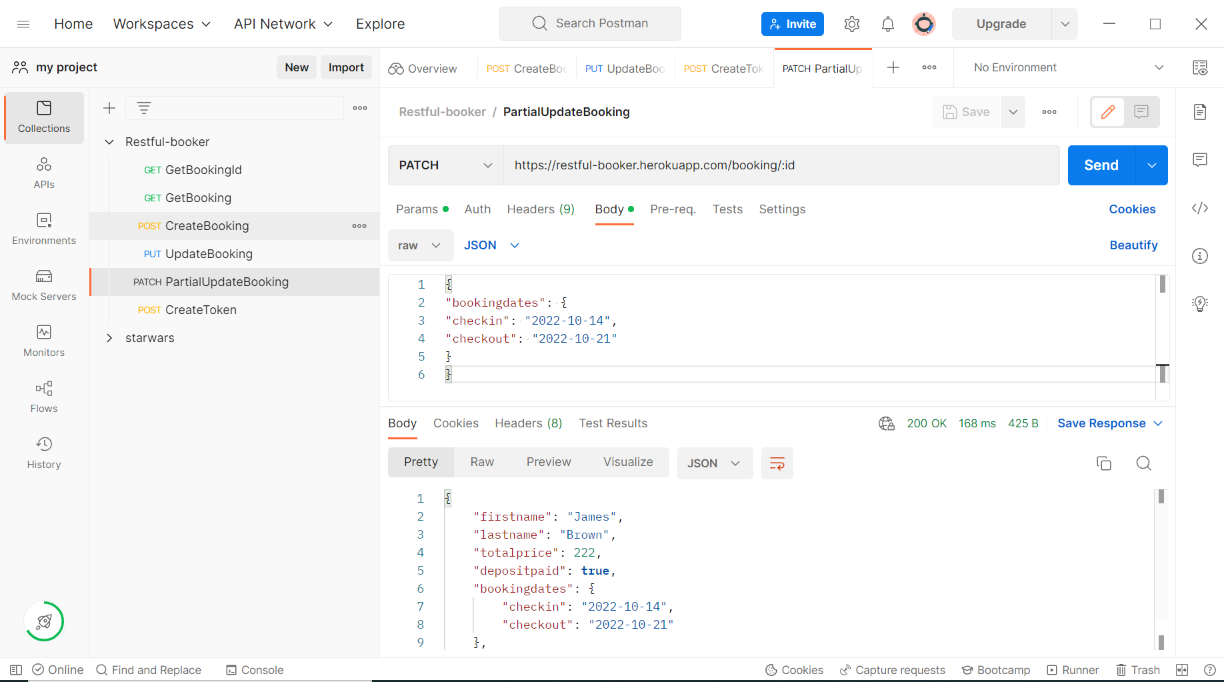 Home Workspaces API Network Explore Search Postman Invite Upgrade
my project New Import Overview POST CreateBoo PUT UpdateBoo POST CreateTok PATCH PartialUp No Environment
Collections
APIs
Environments
Mock Servers
Monitors
Flows
History
Restful-booker
GET GetBookingId
GET GetBooking
POST CreateBooking
PUT UpdateBooking
PATCH PartialUpdateBooking
POST CreateToken
starwars
Restful-booker / PartialUpdateBooking Save
PATCH https://restful-booker.herokuapp.com/booking/:id Send
Params Auth Headers (9) Body Pre-req. Tests Settings Cookies
raw JSON Beautify
1 {
2 "bookingdates": {
3 "checkin": "2022-10-14",
4 "checkout": "2022-10-21"
5 }
6 }
Body Cookies Headers (8) Test Results 200 OK 168 ms 425 B Save Response
Pretty Raw Preview Visualize JSON
1 {
2 "firstname": "James",
3 "lastname": "Brown",
4 "totalprice": 222,
5 "depositpaid": true,
6 "bookingdates": {
7 "checkin": "2022-10-14",
8 "checkout": "2022-10-21"
9 },
Online Find and Replace Console Cookies Capture requests Bootcamp Runner Trash